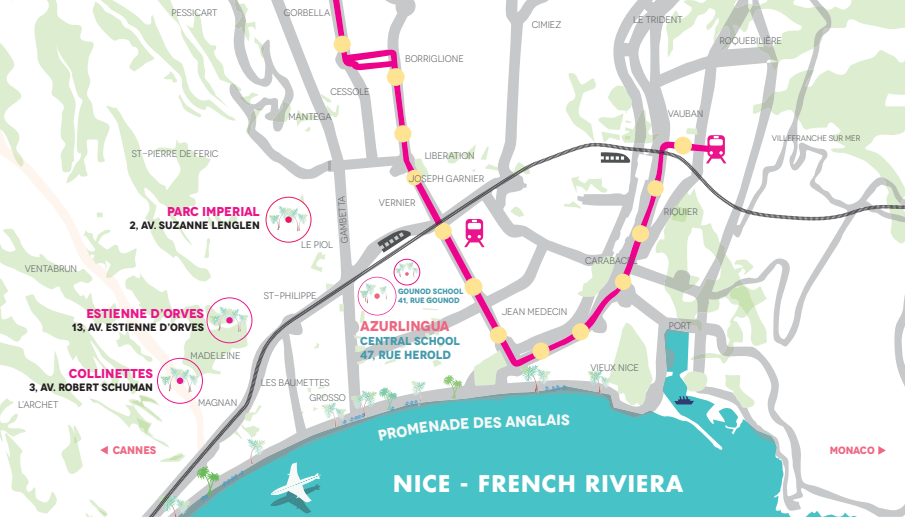 PESSICART
GORBELLA
CIMIEZ
LE TRIDENT
ROQUEBILIÈRE
BORRIGLIONE
CESSOLE
MANTEGA
VAUBAN
VILLEFRANCHE SUR MER
ST-PIERRE DE FERIC
LIBERATION
JOSEPH GARNIER
VERNIER
GAMBETTA
RIQUIER
PARC IMPERIAL
2, AV. SUZANNE LENGLEN
LE PIOL
CARABACEL
VENTABRUN
ST-PHILIPPE
GOUNOD SCHOOL
41, RUE GOUNOD
ESTIENNE D'ORVES
13, AV. ESTIENNE D'ORVES
JEAN MEDECIN
AZURLINGUA
CENTRAL SCHOOL
47, RUE HEROLD
PORT
MADELEINE
VIEUX NICE
COLLINETTES
3, AV. ROBERT SCHUMAN
LES BAUMETTES
GROSSO
L'ARCHET
MAGNAN
PROMENADE DES ANGLAIS
CANNES
MONACO
NICE - FRENCH RIVIERA